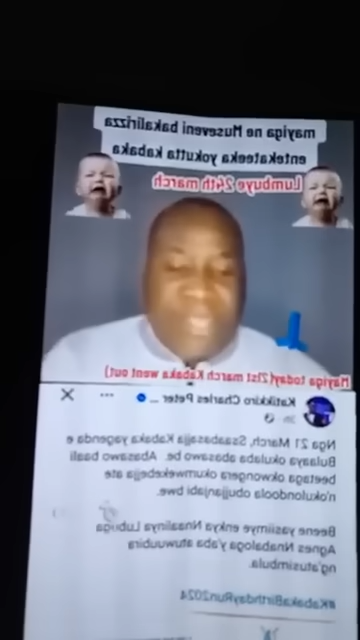 mayiga ne Museveni bakalirizza
entekateeka yokutta kabaka
Lumbuye 24th march
Mayiga today(21st march Kabaka went out)
Katikkiro Charles Peter ...
Nga 21 March, Ssaabasajja Kabaka yagenda e
Bulaaya okulaba abasawo be. Abasawo baali
beetaga okwongera okumwekebejja ate
n'okulondoola obujjanjabi bwe.
Beene yasiimye enkya Nnaalinya Lubuga
Agnes Nnabaloga y'aba atuwuubira
ng'atusimbula.
#KabakaBirthdayRun2024